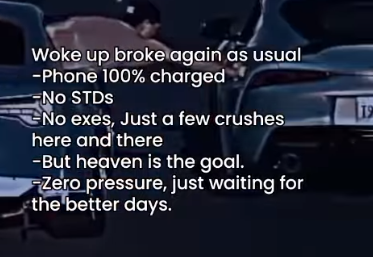 Woke up broke again as usual
-Phone 100% charged
-No STDs
-No exes, Just a few crushes
here and there
-But heaven is the goal.
-Zero pressure, just waiting for
the better days.